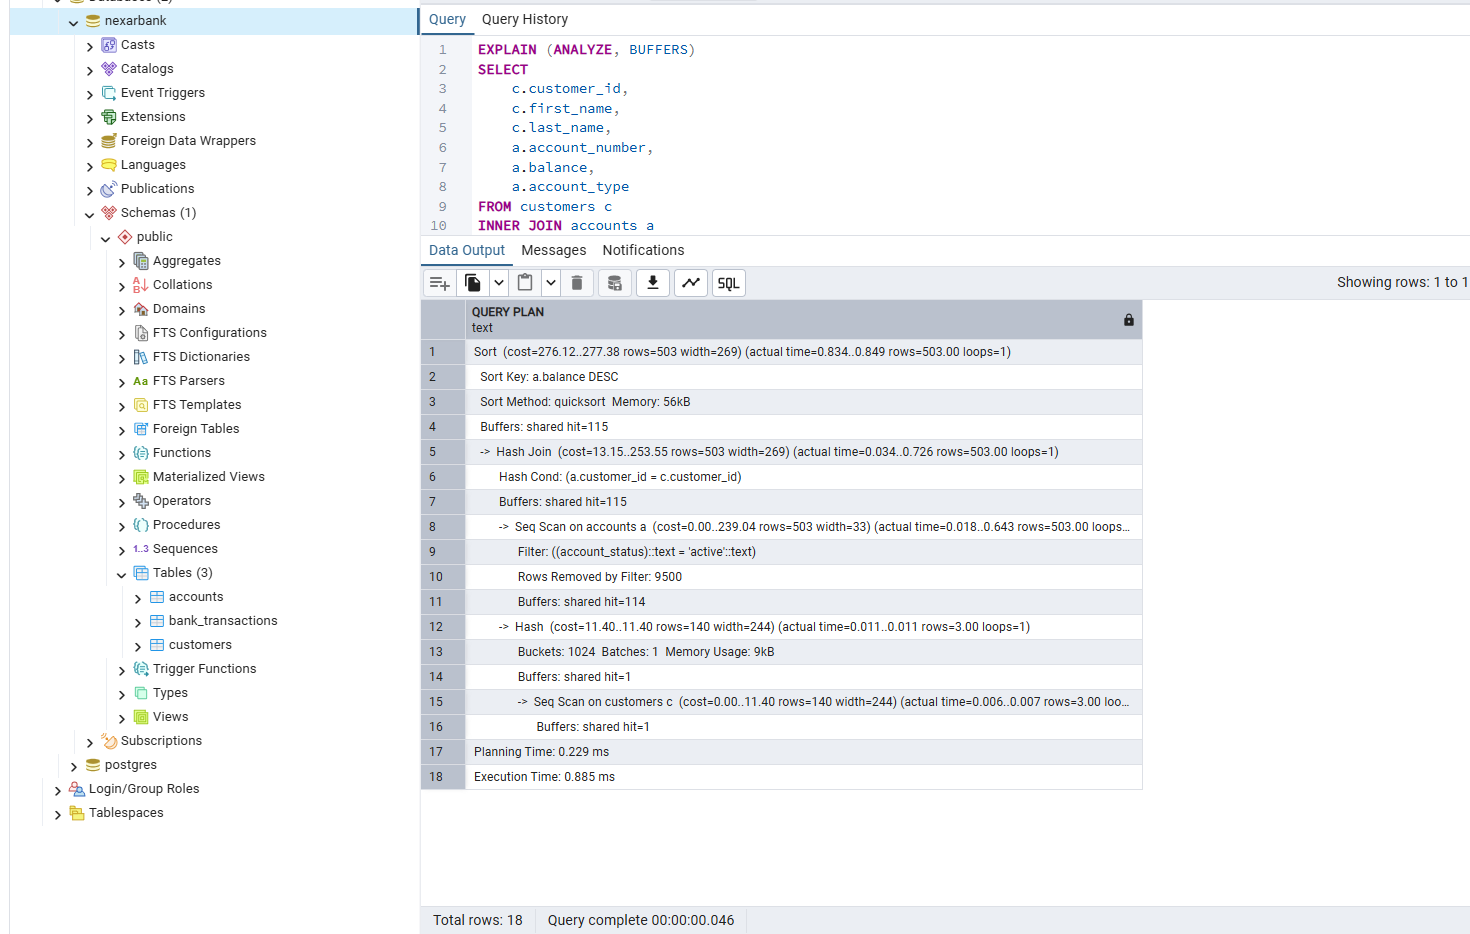 nexarbank
Casts
Catalogs
Event Triggers
Extensions
Foreign Data Wrappers
Languages
Publications
Schemas (1)
public
Aggregates
Collations
Domains
FTS Configurations
FTS Dictionaries
Aa FTS Parsers
FTS Templates
Foreign Tables
Functions
Materialized Views
Operators
Procedures
1..3 Sequences
Tables (3)
accounts
bank_transactions
customers
Trigger Functions
Types
Views
Subscriptions
postgres
Login/Group Roles
Tablespaces
Query Query History
1 EXPLAIN (ANALYZE, BUFFERS)
2 SELECT
3 c.customer_id,
4 c.first_name,
5 c.last_name,
6 a.account_number,
7 a.balance,
8 a.account_type
9 FROM customers c
10 INNER JOIN accounts a
Data Output Messages Notifications
SQL Showing rows: 1 to 1
QUERY PLAN
text
1 Sort (cost=276.12..277.38 rows=503 width=269) (actual time=0.834..0.849 rows=503.00 loops=1)
2 Sort Key: a.balance DESC
3 Sort Method: quicksort Memory: 56kB
4 Buffers: shared hit=115
5 -> Hash Join (cost=13.15..253.55 rows=503 width=269) (actual time=0.034..0.726 rows=503.00 loops=1)
6 Hash Cond: (a.customer_id = c.customer_id)
7 Buffers: shared hit=115
8 -> Seq Scan on accounts a (cost=0.00..239.04 rows=503 width=33) (actual time=0.018..0.643 rows=503.00 loops...
9 Filter: ((account_status)::text = 'active'::text)
10 Rows Removed by Filter: 9500
11 Buffers: shared hit=114
12 -> Hash (cost=11.40..11.40 rows=140 width=244) (actual time=0.011..0.011 rows=3.00 loops=1)
13 Buckets: 1024 Batches: 1 Memory Usage: 9kB
14 Buffers: shared hit=1
15 -> Seq Scan on customers c (cost=0.00..11.40 rows=140 width=244) (actual time=0.006..0.007 rows=3.00 loo...
16 Buffers: shared hit=1
17 Planning Time: 0.229 ms
18 Execution Time: 0.885 ms
Total rows: 18 Query complete 00:00:00.046